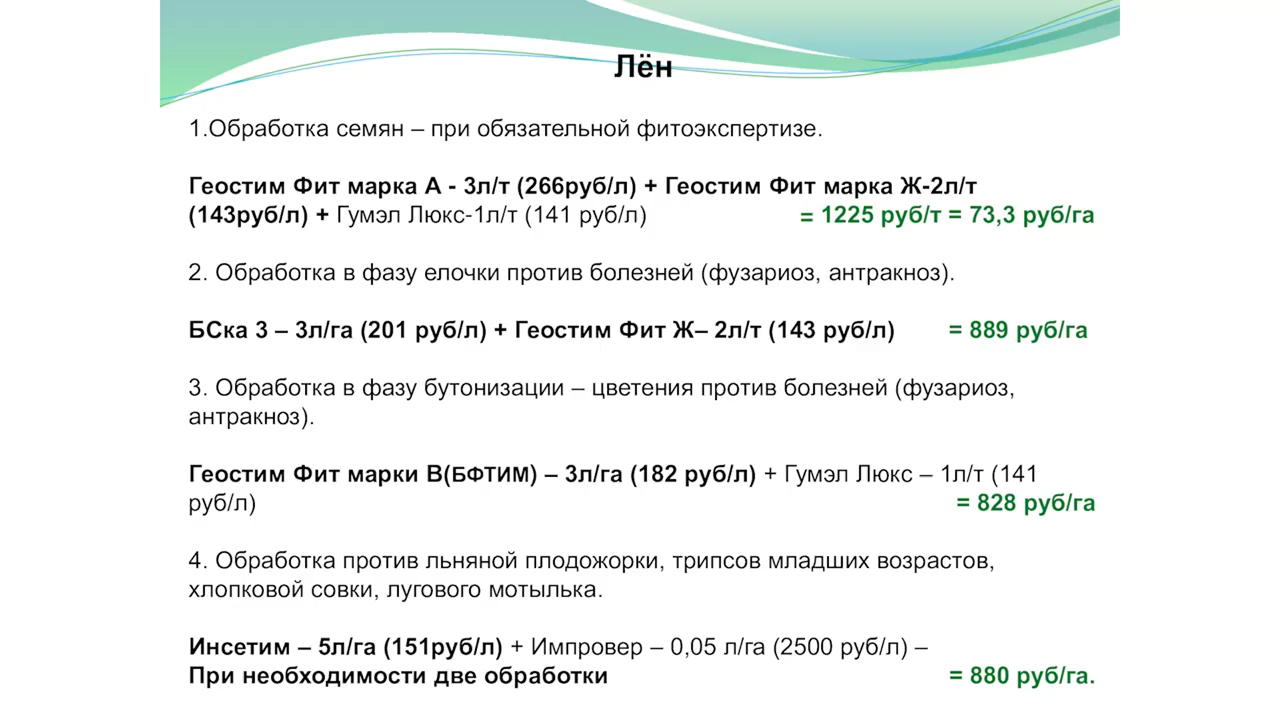 Лён
1.Обработка семян – при обязательной фитоэкспертизе.
Геостим Фит марка А - 3л/т (266руб/л) + Геостим Фит марка Ж-2л/т
(143руб/л) + Гумэл Люкс-1л/т (141 руб/л) = 1225 руб/т = 73,3 руб/га
2. Обработка в фазу елочки против болезней (фузариоз, антракноз).
БСка 3 – 3л/га (201 руб/л) + Геостим Фит Ж– 2л/т (143 руб/л) = 889 руб/га
3. Обработка в фазу бутонизации – цветения против болезней (фузариоз,
антракноз).
Геостим Фит марки В(БФТИМ) – 3л/га (182 руб/л) + Гумэл Люкс – 1л/т (141
руб/л) = 828 руб/га
4. Обработка против льняной плодожорки, трипсов младших возрастов,
хлопковой совки, лугового мотылька.
Инсетим – 5л/га (151руб/л) + Импровер – 0,05 л/га (2500 руб/л) –
При необходимости две обработки = 880 руб/га.